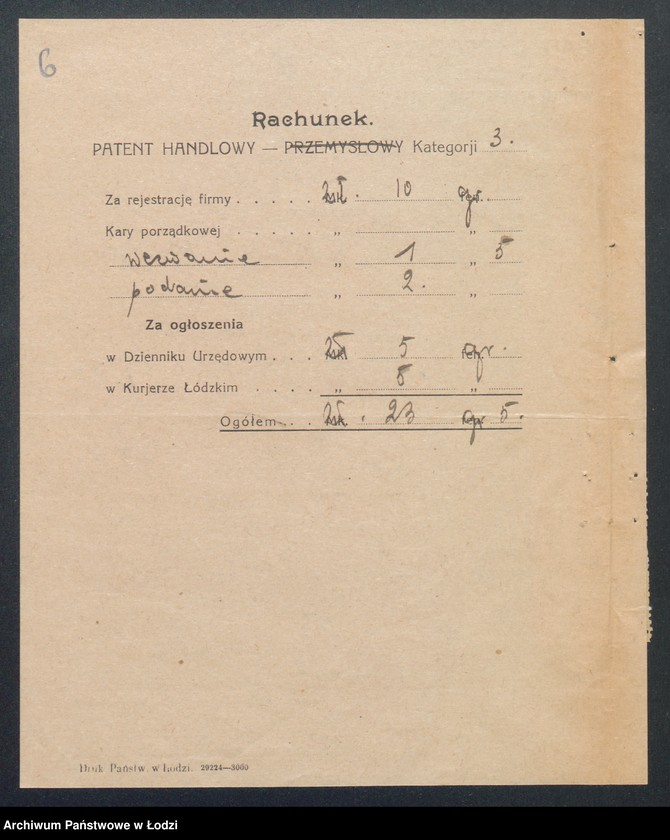 6
Rachunek.
PATENT HANDLOWY — PRZEMYSŁOWY Kategorji 3.
Za rejestrację firmy . . . . . zł. 10 gr.
Kary porządkowej . . . . . „ „
wezwanie „ 1 „ 5
podanie „ 2. „
Za ogłoszenia
w Dzienniku Urzędowym . . . zł 5 gr.
w Kurjerze Łódzkim . . . . „ 5 „
Ogółem . . . zł. 23 gr 5.
Druk Państw. w Łodzi. 29224—3000
Archiwum Państwowe w Łodzi